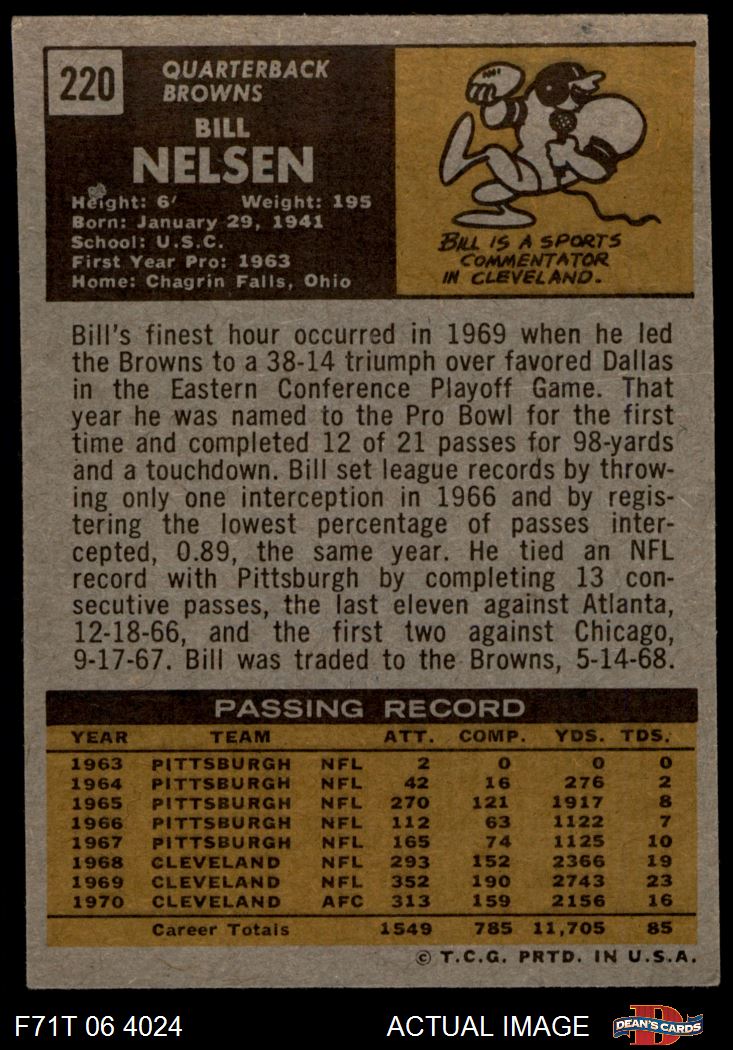 220
QUARTERBACK
BROWNS
BILL
NELSEN
Height: 6' Weight: 195
Born: January 29, 1941
School: U.S.C.
First Year Pro: 1963
Home: Chagrin Falls, Ohio
BILL IS A SPORTS
COMMENTATOR
IN CLEVELAND.
Bill's finest hour occurred in 1969 when he led
the Browns to a 38-14 triumph over favored Dallas
in the Eastern Conference Playoff Game. That
year he was named to the Pro Bowl for the first
time and completed 12 of 21 passes for 98-yards
and a touchdown. Bill set league records by throw-
ing only one interception in 1966 and by regis-
tering the lowest percentage of passes inter-
cepted, 0.89, the same year. He tied an NFL
record with Pittsburgh by completing 13 con-
secutive passes, the last eleven against Atlanta,
12-18-66, and the first two against Chicago,
9-17-67. Bill was traded to the Browns, 5-14-68.
PASSING RECORD
YEAR TEAM ATT. COMP. YDS. TDS.
1963 PITTSBURGH NFL 2 0 0 0
1964 PITTSBURGH NFL 42 16 276 2
1965 PITTSBURGH NFL 270 121 1917 8
1966 PITTSBURGH NFL 112 63 1122 7
1967 PITTSBURGH NFL 165 74 1125 10
1968 CLEVELAND NFL 293 152 2366 19
1969 CLEVELAND NFL 352 190 2743 23
1970 CLEVELAND AFC 313 159 2156 16
Career Totals 1549 785 11,705 85
© T.C.G. PRTD. IN U.S.A.
F71T 06 4024 ACTUAL IMAGE DEAN'S CARDS